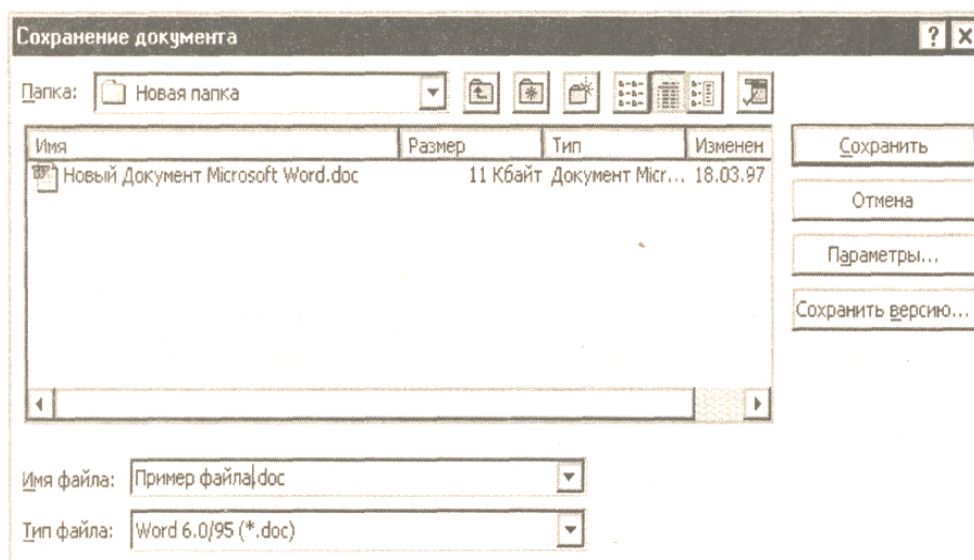 Сохранение документа
Папка: Новая папка
Имя Размер Тип Изменен
Новый Документ Microsoft Word.doc 11 Кбайт Документ Micr... 18.03.97
Сохранить
Отмена
Параметры...
Сохранить версию...
Имя файла: Пример файла.doc
Тип файла: Word 6.0/95 (*.doc)